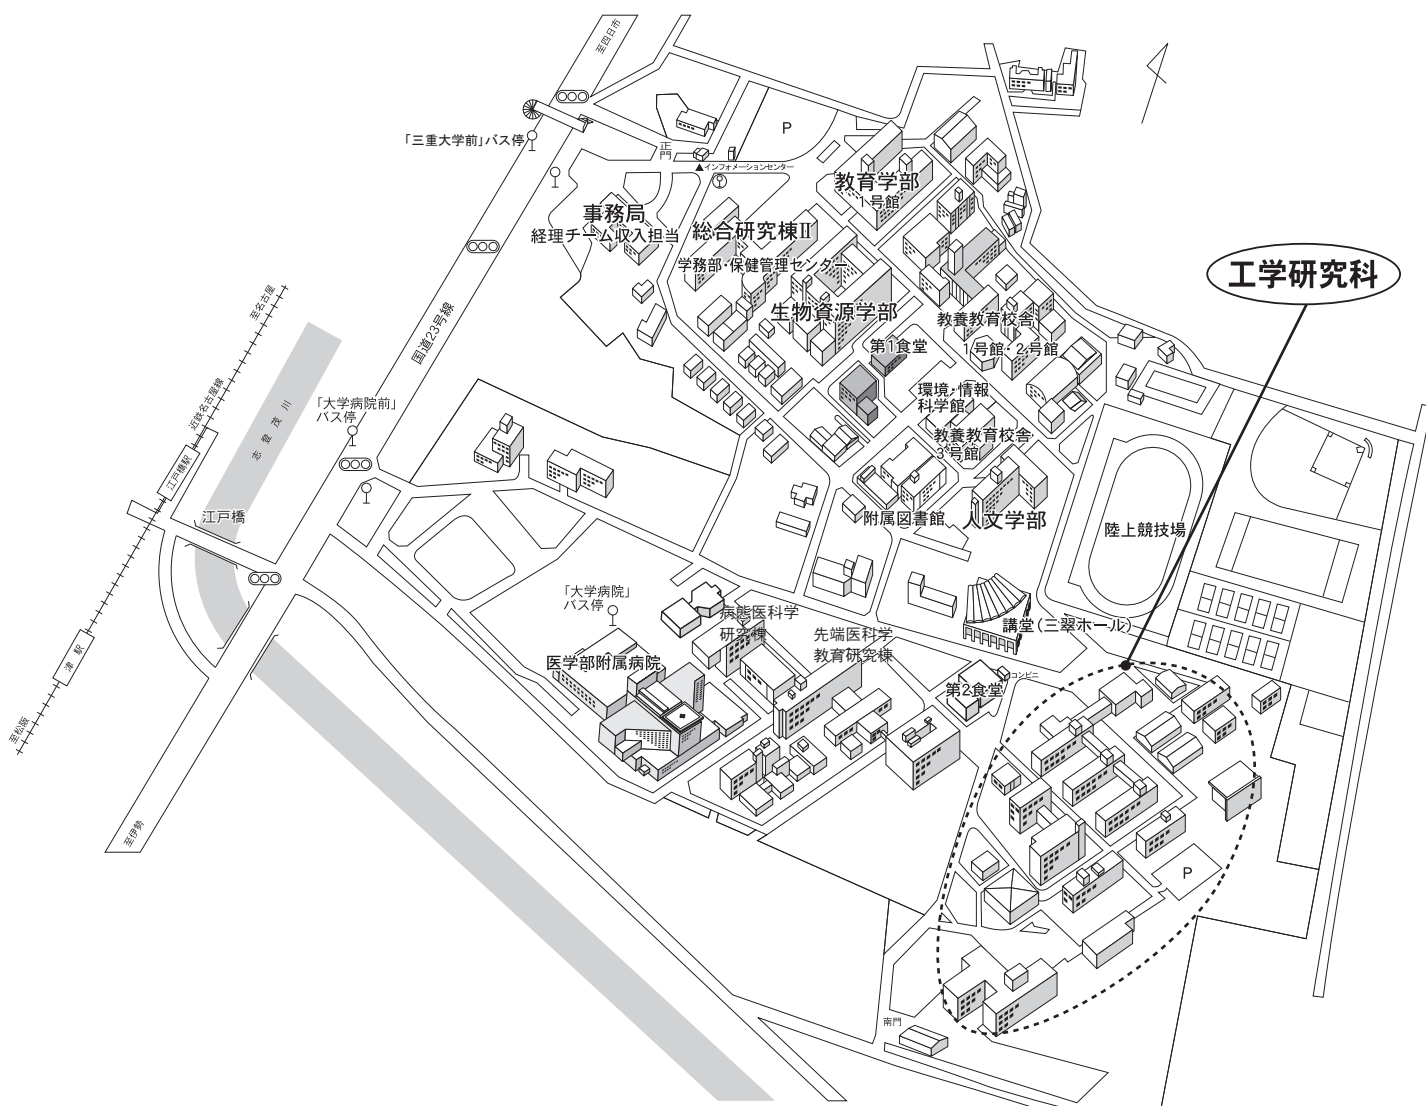 至四日市
「三重大学前」バス停
正門
▲インフォメーションセンター
P
教育学部
1号館
事務局
経理チーム収入担当
総合研究棟Ⅱ
学務部・保健管理センター
生物資源学部
工学研究科
至名古屋
国道23号線
教養教育校舎
1号館・2号館
第1食堂
近鉄名古屋線
志登茂川
「大学病院前」
バス停
環境・情報
科学館
教養教育校舎
3号館
江戸橋駅
江戸橋
附属図書館
人文学部
陸上競技場
「大学病院」
バス停
病態医科学
研究棟
先端医科学
教育研究棟
講堂(三翠ホール)
津駅
医学部附属病院
第2食堂
コンビニ
至松阪
至伊勢
P
南門